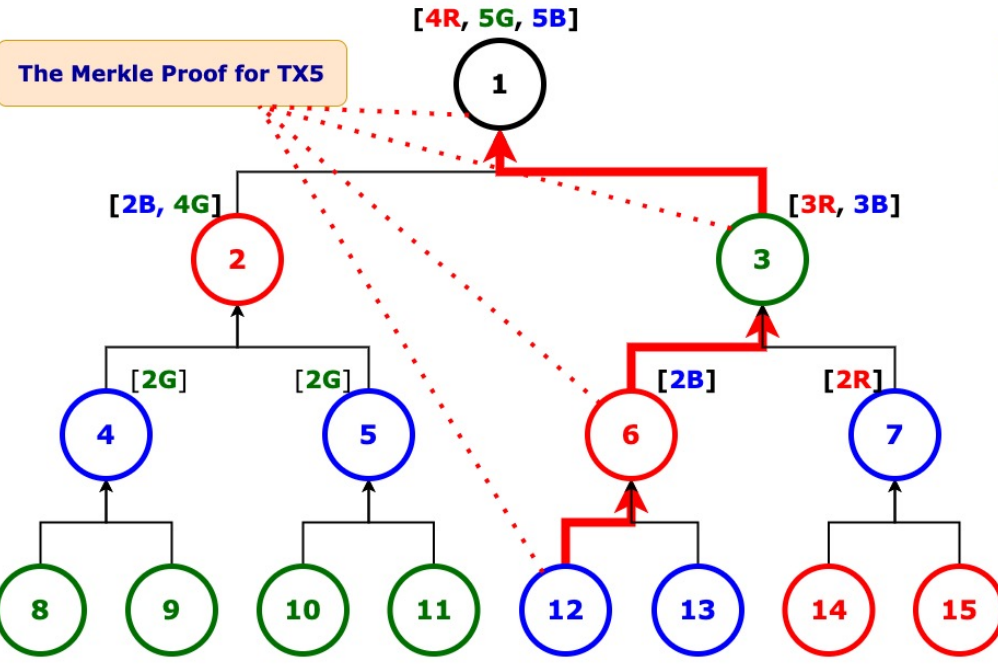 [4R, 5G, 5B]
The Merkle Proof for TX5
1
[2B, 4G]
[3R, 3B]
2
3
[2G]
[2G]
[2B]
[2R]
4
5
6
7
8
9
10
11
12
13
14
15